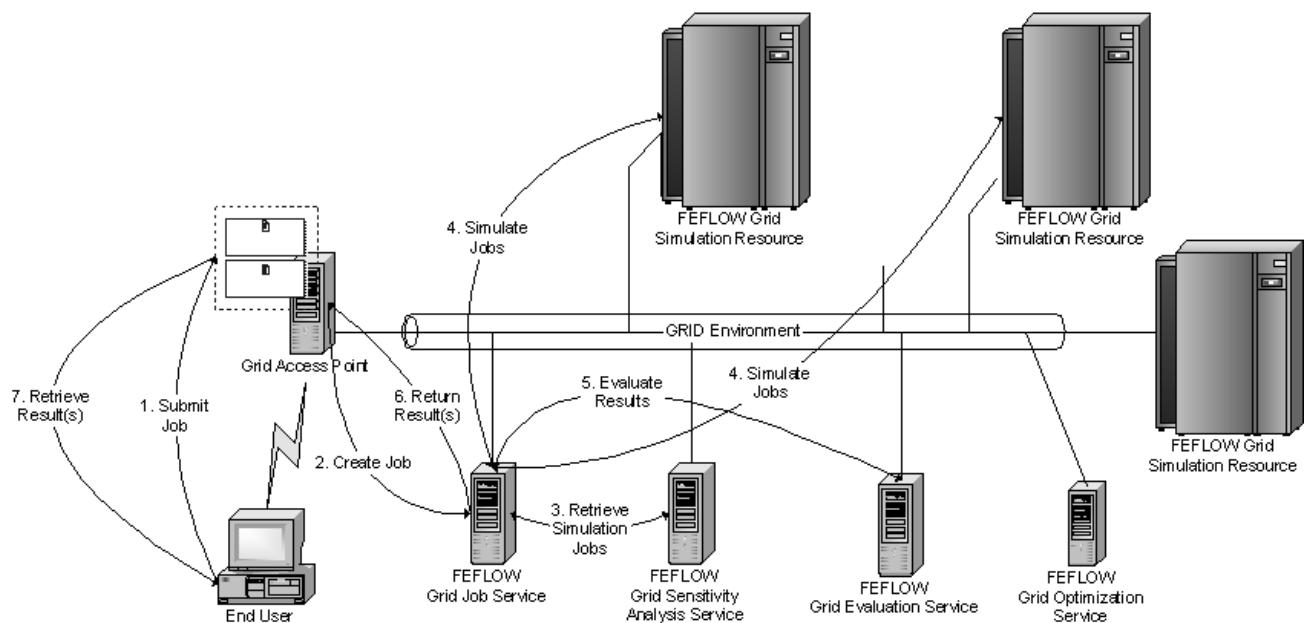 FEFLOW Grid
Simulation Resource
FEFLOW Grid
Simulation Resource
4. Simulate
Jobs
GRID Environment
Grid Access Point
7. Retrieve
Result(s)
1. Submit
Job
6. Return
Result(s)
5. Evaluate
Results
4. Simulate
Jobs
FEFLOW Grid
Simulation Resource
2. Create Job
3. Retrieve
Simulation
Jobs
End User
FEFLOW
Grid Job Service
FEFLOW
Grid Sensitivity
Analysis Service
FEFLOW
Grid Evaluation Service
FEFLOW
Grid Optimization
Service